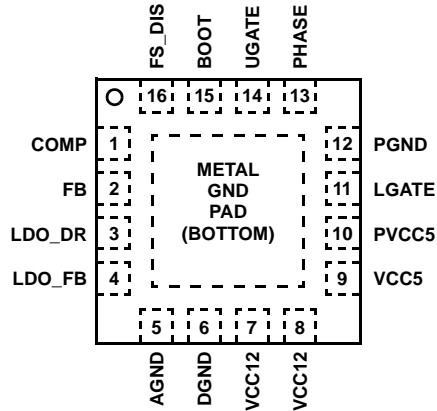 FS_DIS
BOOT
UGATE
PHASE
16
15
14
13
COMP
1
FB
2
LDO_DR
3
LDO_FB
4
METAL
GND
PAD
(BOTTOM)
12
PGND
11
LGATE
10
PVCC5
9
VCC5
5
6
7
8
AGND
DGND
VCC12
VCC12